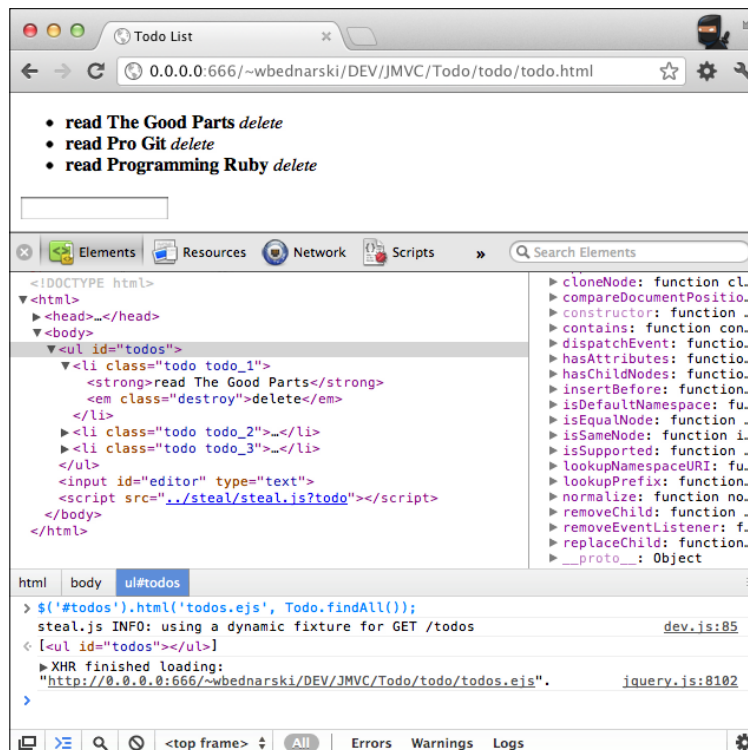 Todo List
0.0.0.0:666/~wbednarski/DEV/JMVC/Todo/todo/todo.html
• read The Good Parts delete
• read Pro Git delete
• read Programming Ruby delete
Elements Resources Network Scripts » Search Elements
<!DOCTYPE html>
▼<html>
▶<head>…</head>
▼<body>
▼<ul id="todos">
▼<li class="todo todo_1">
<strong>read The Good Parts</strong>
<em class="destroy">delete</em>
</li>
▶<li class="todo todo_2">…</li>
▶<li class="todo todo_3">…</li>
</ul>
<input id="editor" type="text">
<script src="../steal/steal.js?todo"></script>
</body>
</html>
▶cloneNode: function cl…
▶compareDocumentPositio…
▶constructor: function …
▶contains: function con…
▶dispatchEvent: functio…
▶hasAttributes: functio…
▶hasChildNodes: functio…
▶insertBefore: function…
▶isDefaultNamespace: fu…
▶isEqualNode: function …
▶isSameNode: function i…
▶isSupported: function …
▶lookupNamespaceURI: fu…
▶lookupPrefix: function…
▶normalize: function no…
▶removeChild: function …
▶removeEventListener: f…
▶replaceChild: function…
▶__proto__: Object
html body ul#todos
> $('#todos').html('todos.ejs', Todo.findAll());
steal.js INFO: using a dynamic fixture for GET /todos dev.js:85
[<ul id="todos"></ul>]
▶XHR finished loading:
"http://0.0.0.0:666/~wbednarski/DEV/JMVC/Todo/todo/todos.ejs". jquery.js:8102
>
<top frame> All Errors Warnings Logs